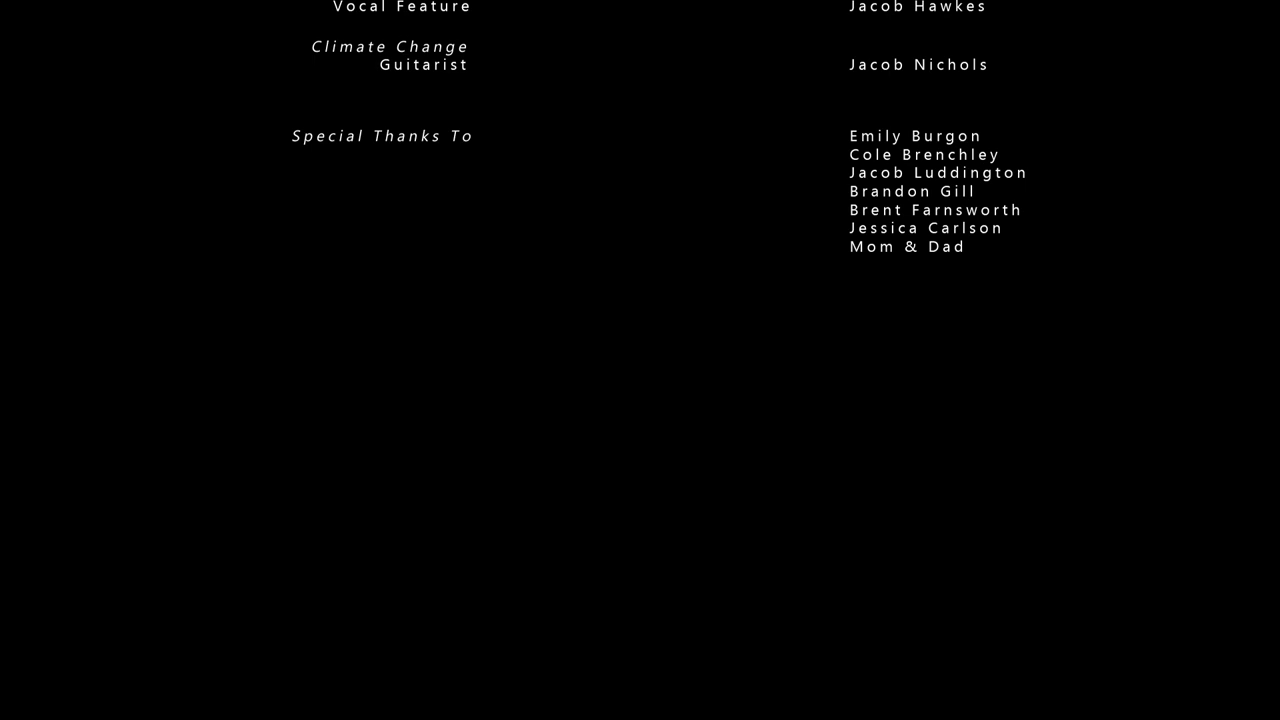 Vocal Feature Jacob Hawkes
Climate Change
Guitarist Jacob Nichols
Special Thanks To Emily Burgon
Cole Brenchley
Jacob Luddington
Brandon Gill
Brent Farnsworth
Jessica Carlson
Mom & Dad